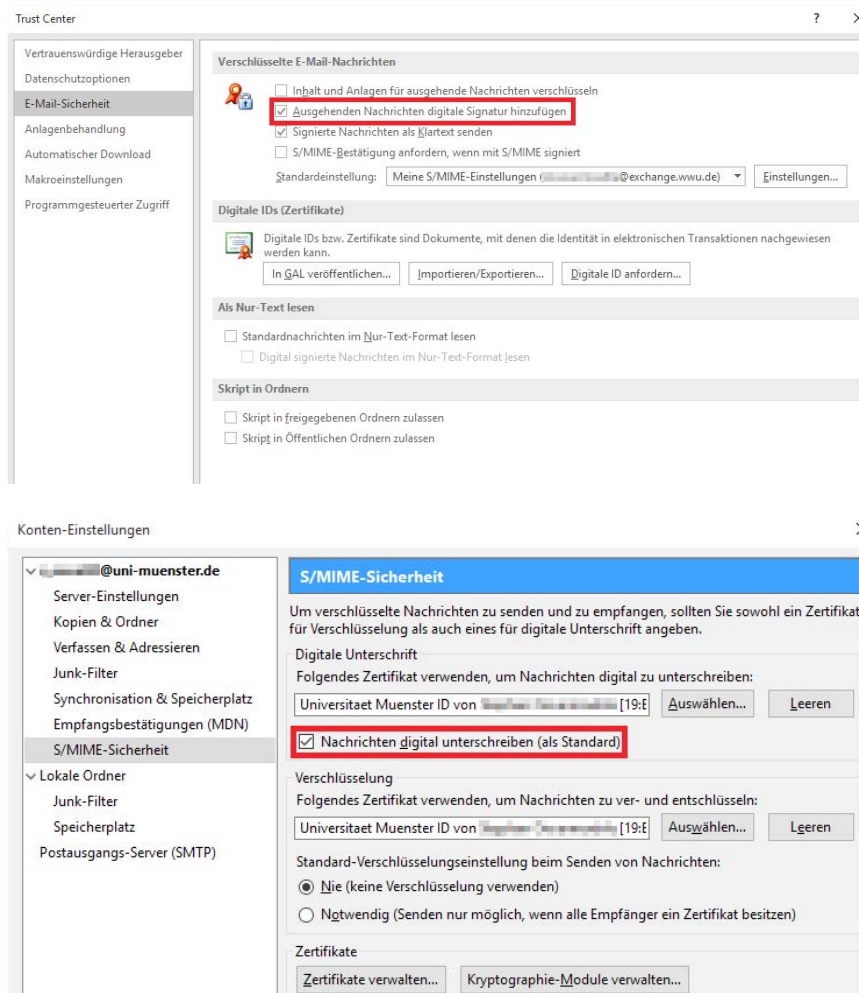 Trust Center
?
Vertrauenswürdige Herausgeber
Datenschutzoptionen
E-Mail-Sicherheit
Anlagenbehandlung
Automatischer Download
Makroeinstellungen
Programmgesteuerter Zugriff
Verschlüsselte E-Mail-Nachrichten
Inhalt und Anlagen für ausgehende Nachrichten verschlüsseln
Ausgehenden Nachrichten digitale Signatur hinzufügen
Signierte Nachrichten als Klartext senden
S/MIME-Bestätigung anfordern, wenn mit S/MIME signiert
Standardeinstellung: Meine S/MIME-Einstellungen ( @exchange.wwu.de) Einstellungen...
Digitale IDs (Zertifikate)
Digitale IDs bzw. Zertifikate sind Dokumente, mit denen die Identität in elektronischen Transaktionen nachgewiesen
werden kann.
In GAL veröffentlichen... Importieren/Exportieren... Digitale ID anfordern...
Als Nur-Text lesen
Standardnachrichten im Nur-Text-Format lesen
Digital signierte Nachrichten im Nur-Text-Format lesen
Skript in Ordnern
Skript in freigegebenen Ordnern zulassen
Skript in Öffentlichen Ordnern zulassen
Konten-Einstellungen
@uni-muenster.de
Server-Einstellungen
Kopien & Ordner
Verfassen & Adressieren
Junk-Filter
Synchronisation & Speicherplatz
Empfangsbestätigungen (MDN)
S/MIME-Sicherheit
Lokale Ordner
Junk-Filter
Speicherplatz
Postausgangs-Server (SMTP)
S/MIME-Sicherheit
Um verschlüsselte Nachrichten zu senden und zu empfangen, sollten Sie sowohl ein Zertifikat
für Verschlüsselung als auch eines für digitale Unterschrift angeben.
Digitale Unterschrift
Folgendes Zertifikat verwenden, um Nachrichten digital zu unterschreiben:
Universitaet Muenster ID von [19:E Auswählen... Leeren
Nachrichten digital unterschreiben (als Standard)
Verschlüsselung
Folgendes Zertifikat verwenden, um Nachrichten zu ver- und entschlüsseln:
Universitaet Muenster ID von [19:E Auswählen... Leeren
Standard-Verschlüsselungseinstellung beim Senden von Nachrichten:
Nie (keine Verschlüsselung verwenden)
Notwendig (Senden nur möglich, wenn alle Empfänger ein Zertifikat besitzen)
Zertifikate
Zertifikate verwalten... Kryptographie-Module verwalten...